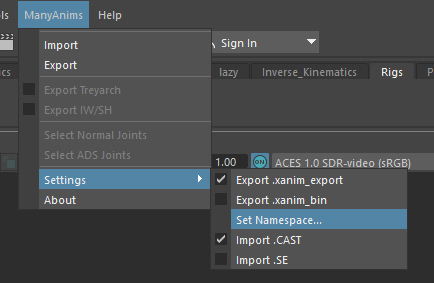 ls ManyAnims Help
Import
Sign In
Export
lazy Inverse_Kinematics Rigs P
ics
Export Treyarch
Export IW/SH
Select Normal Joints
Select ADS Joints
1.00 ON ACES 1.0 SDR-video (sRGB)
Settings
Export .xanim_export
About
Export .xanim_bin
Set Namespace...
Import .CAST
Import .SE